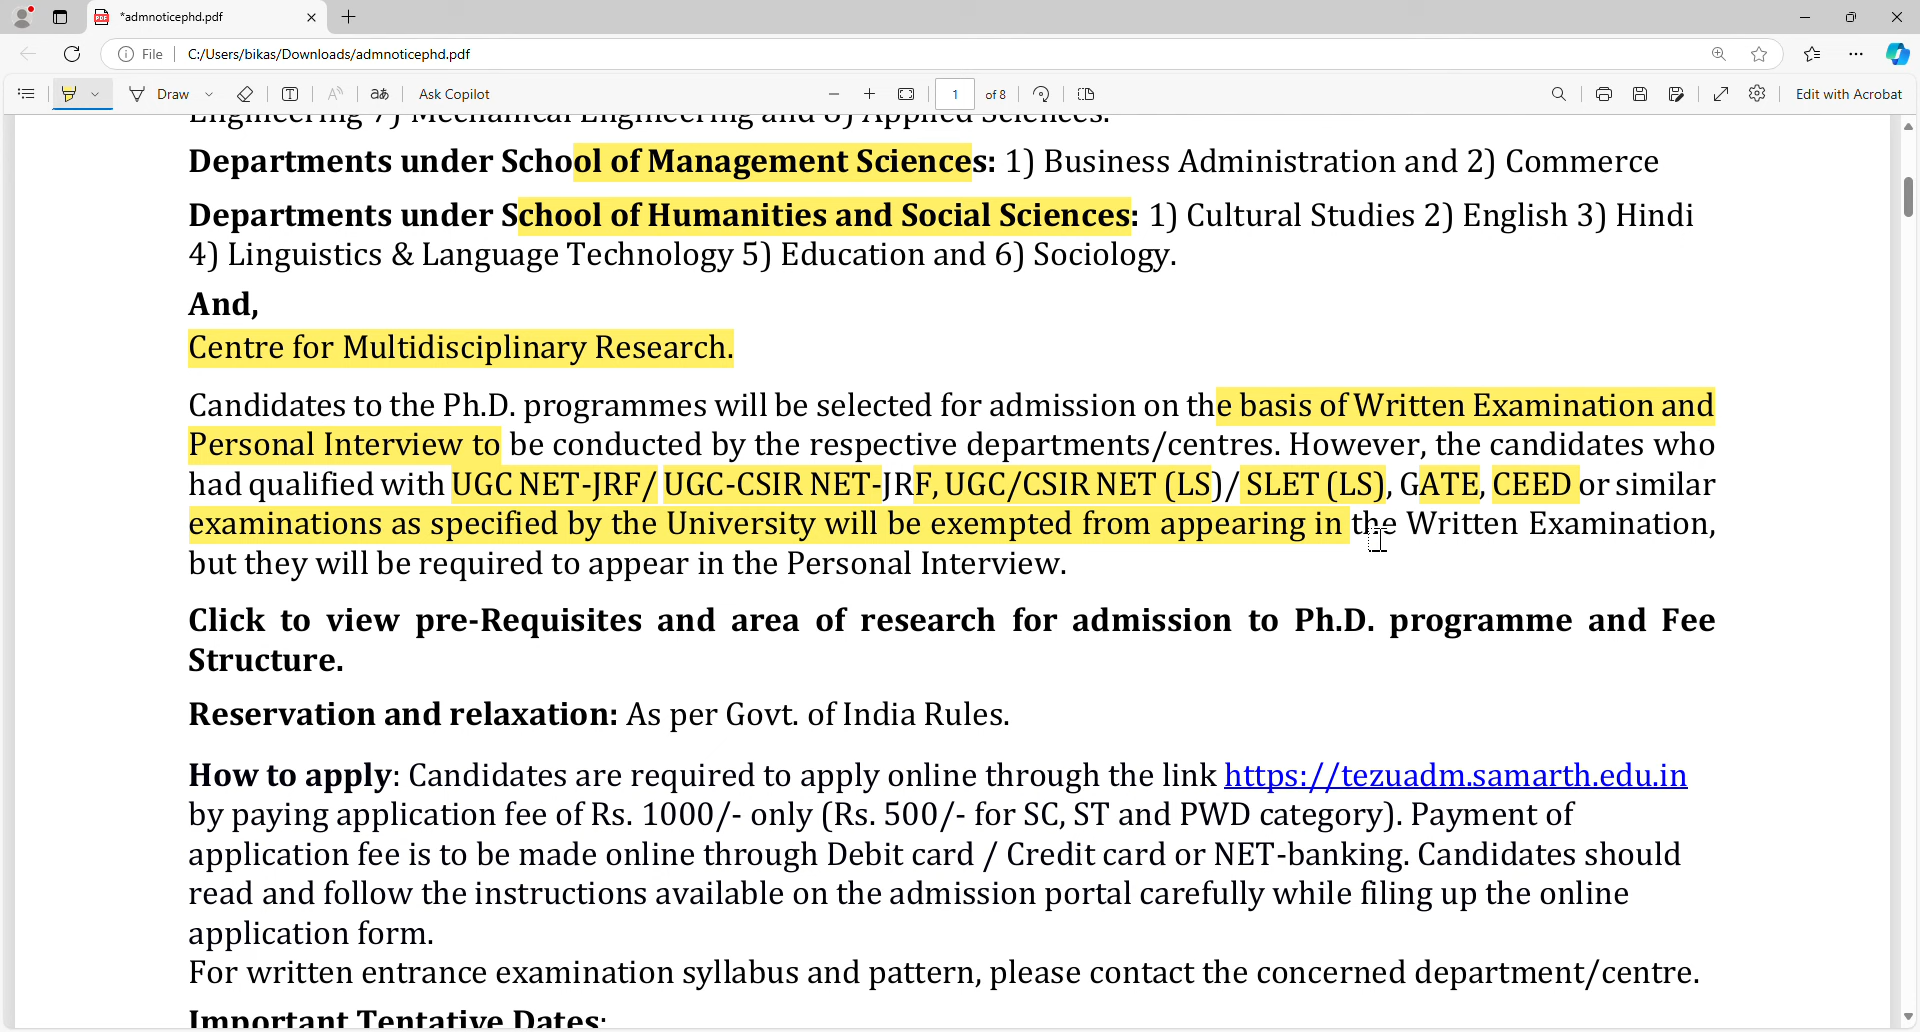 *admnoticephd.pdf
File
C:/Users/bikas/Downloads/admnoticephd.pdf
Draw
aあ
Ask Copilot
1 of 8
Edit with Acrobat
Engineering 7) Mechanical Engineering and 8) Applied Sciences.
Departments under School of Management Sciences: 1) Business Administration and 2) Commerce
Departments under School of Humanities and Social Sciences: 1) Cultural Studies 2) English 3) Hindi
4) Linguistics & Language Technology 5) Education and 6) Sociology.
And,
Centre for Multidisciplinary Research.
Candidates to the Ph.D. programmes will be selected for admission on the basis of Written Examination and
Personal Interview to be conducted by the respective departments/centres. However, the candidates who
had qualified with UGC NET-JRF/ UGC-CSIR NET-JRF, UGC/CSIR NET (LS)/ SLET (LS), GATE, CEED or similar
examinations as specified by the University will be exempted from appearing in the Written Examination,
but they will be required to appear in the Personal Interview.
Click to view pre-Requisites and area of research for admission to Ph.D. programme and Fee
Structure.
Reservation and relaxation: As per Govt. of India Rules.
How to apply: Candidates are required to apply online through the link https://tezuadm.samarth.edu.in
by paying application fee of Rs. 1000/- only (Rs. 500/- for SC, ST and PWD category). Payment of
application fee is to be made online through Debit card / Credit card or NET-banking. Candidates should
read and follow the instructions available on the admission portal carefully while filing up the online
application form.
For written entrance examination syllabus and pattern, please contact the concerned department/centre.
Important Tentative Dates: